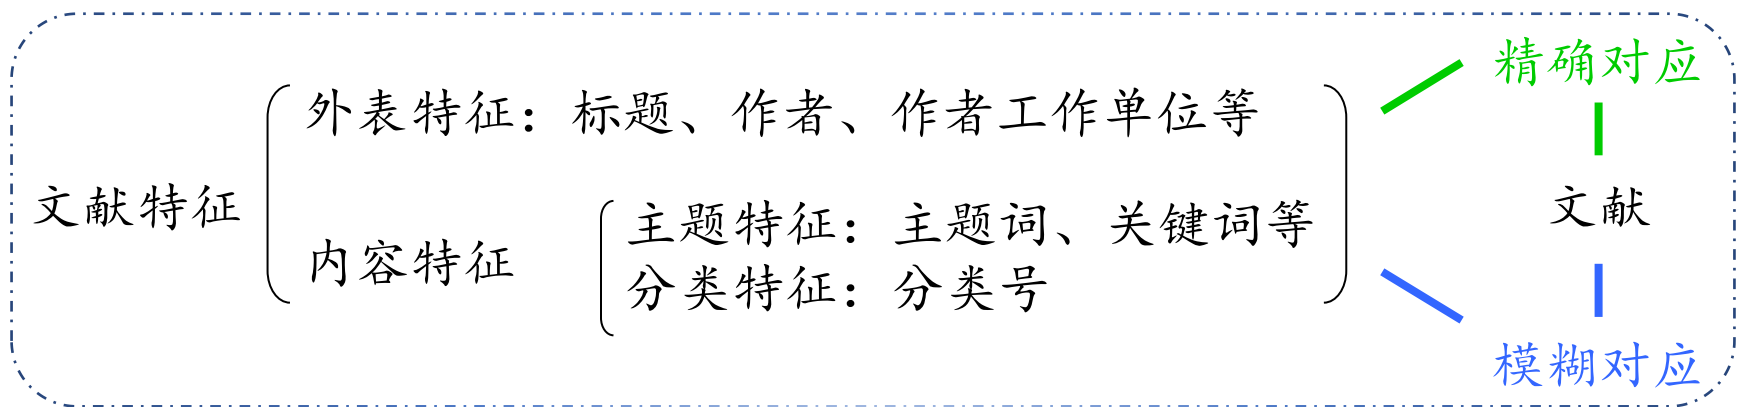 精确对应
外表特征：标题、作者、作者工作单位等
文献特征
文献
主题特征：主题词、关键词等
内容特征
分类特征：分类号
模糊对应